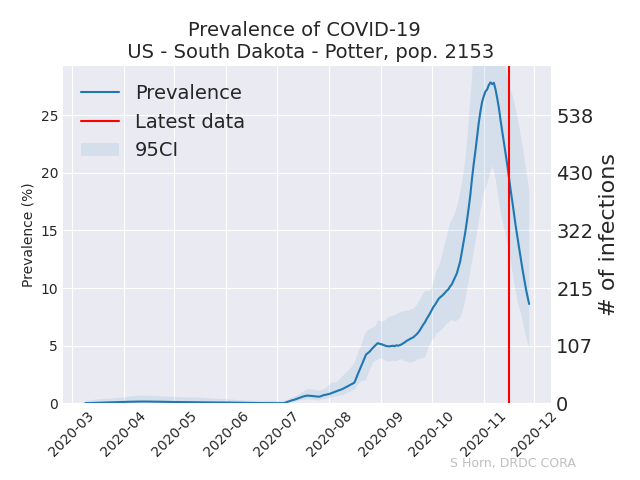 Prevalence of COVID-19
US - South Dakota - Potter, pop. 2153
Prevalence
Latest data
95CI
Prevalence (%)
25
20
15
10
5
0
538
430
322
215
107
0
# of infections
2020-03
2020-04
2020-05
2020-06
2020-07
2020-08
2020-09
2020-10
2020-11
2020-12
S Horn, DRDC CORA